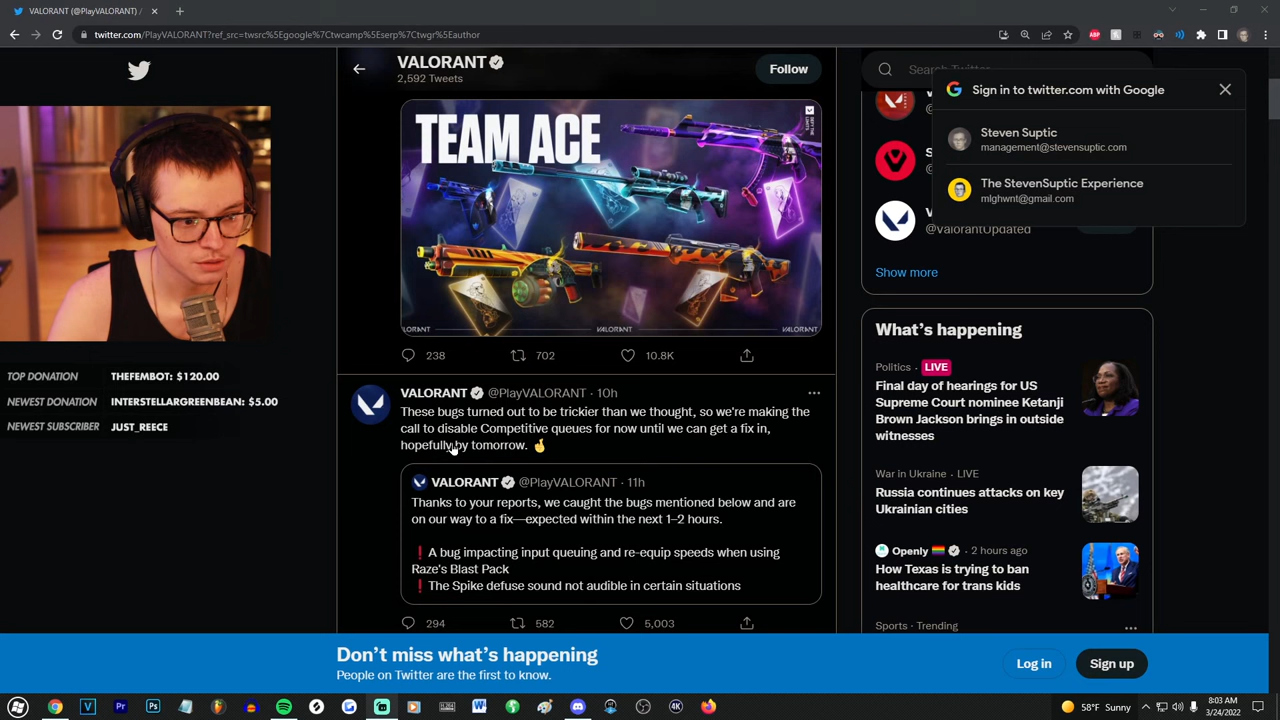 VALORANT (@PlayVALORANT) /
twitter.com/PlayVALORANT?ref_src=twsrc%5Egoogle%7Ctwcamp%5Eserp%7Ctwgr%5Eauthor
VALORANT
2,592 Tweets
Follow
Search Twitter
Sign in to twitter.com with Google
Steven Suptic
management@stevensuptic.com
The StevenSuptic Experience
mlghwnt@gmail.com
@ValorantUpdated
Show more
TEAM ACE
VALORANT
VALORANT
238
702
10.8K
TOP DONATION THEFEMBOT: $120.00
NEWEST DONATION INTERSTELLARGREENBEAN: $5.00
NEWEST SUBSCRIBER JUST_REECE
VALORANT @PlayVALORANT · 10h
These bugs turned out to be trickier than we thought, so we're making the
call to disable Competitive queues for now until we can get a fix in,
hopefully by tomorrow. 🤞
VALORANT @PlayVALORANT · 11h
Thanks to your reports, we caught the bugs mentioned below and are
on our way to a fix—expected within the next 1–2 hours.
❗ A bug impacting input queuing and re-equip speeds when using
Raze's Blast Pack
❗ The Spike defuse sound not audible in certain situations
294
582
5,003
What's happening
Politics · LIVE
Final day of hearings for US
Supreme Court nominee Ketanji
Brown Jackson brings in outside
witnesses
War in Ukraine · LIVE
Russia continues attacks on key
Ukrainian cities
Openly · 2 hours ago
How Texas is trying to ban
healthcare for trans kids
Sports · Trending
Don't miss what's happening
People on Twitter are the first to know.
Log in
Sign up
58°F Sunny
8:03 AM
3/24/2022